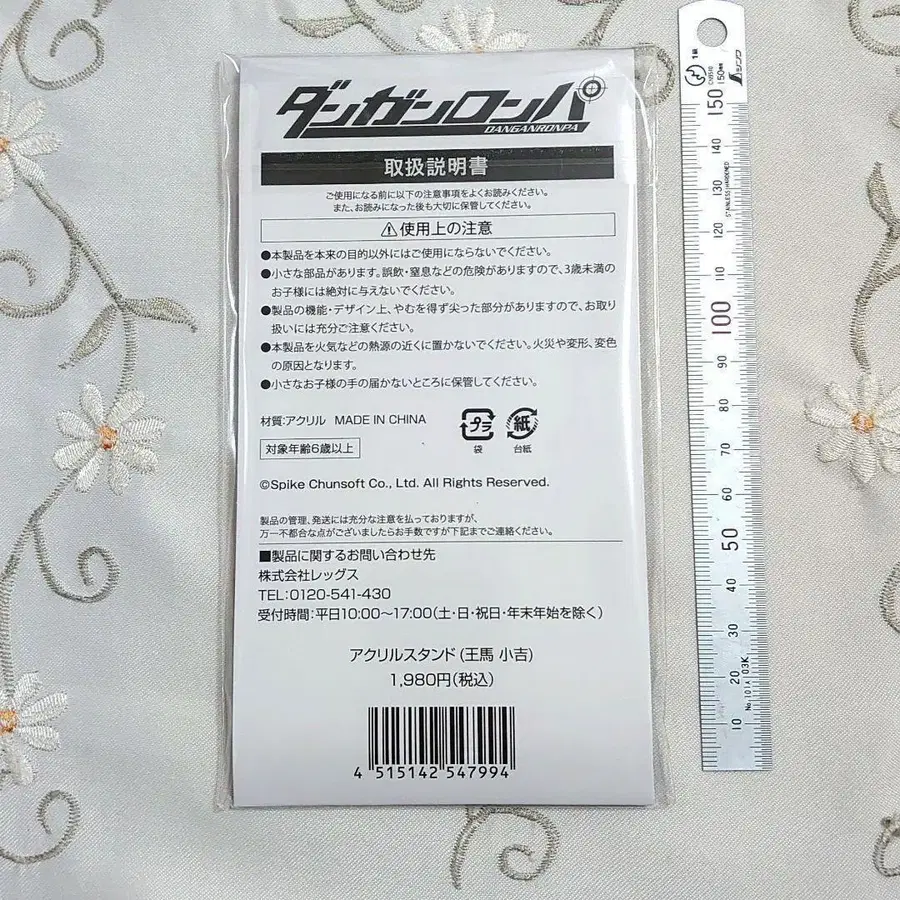 ダンガンロンパ
DANGANRONPA
取扱説明書
ご使用になる前に以下の注意事項をよくお読みください。
また、お読みになった後も大切に保管してください。
⚠使用上の注意
●本製品を本来の目的以外にはご使用にならないでください。
●小さな部品があります。誤飲・窒息などの危険がありますので、3歳未満の
お子様には絶対に与えないでください。
●製品の機能・デザイン上、やむを得ず尖った部分がありますので、お取り
扱いには充分ご注意ください。
●本製品を火気などの熱源の近くに置かないでください。火災や変形、変色
の原因となります。
●小さなお子様の手の届かないところに保管してください。
材質:アクリル MADE IN CHINA
対象年齢6歳以上
プラ
袋
紙
台紙
©Spike Chunsoft Co., Ltd. All Rights Reserved.
製品の管理、発送には充分な注意を払っておりますが、
万一不都合な点がございましたらお手数ですが下記までご連絡ください。
■製品に関するお問い合わせ先
株式会社レッグス
TEL:0120-541-430
受付時間:平日10:00～17:00(土・日・祝日・年末年始を除く)
アクリルスタンド(王馬 小吉)
1,980円(税込)
4 515142 547994
1級
150mm
シンワ
150
140
130
120
110
100
90
80
70
60
50
40
30
20
10
STAINLESS HARDENED